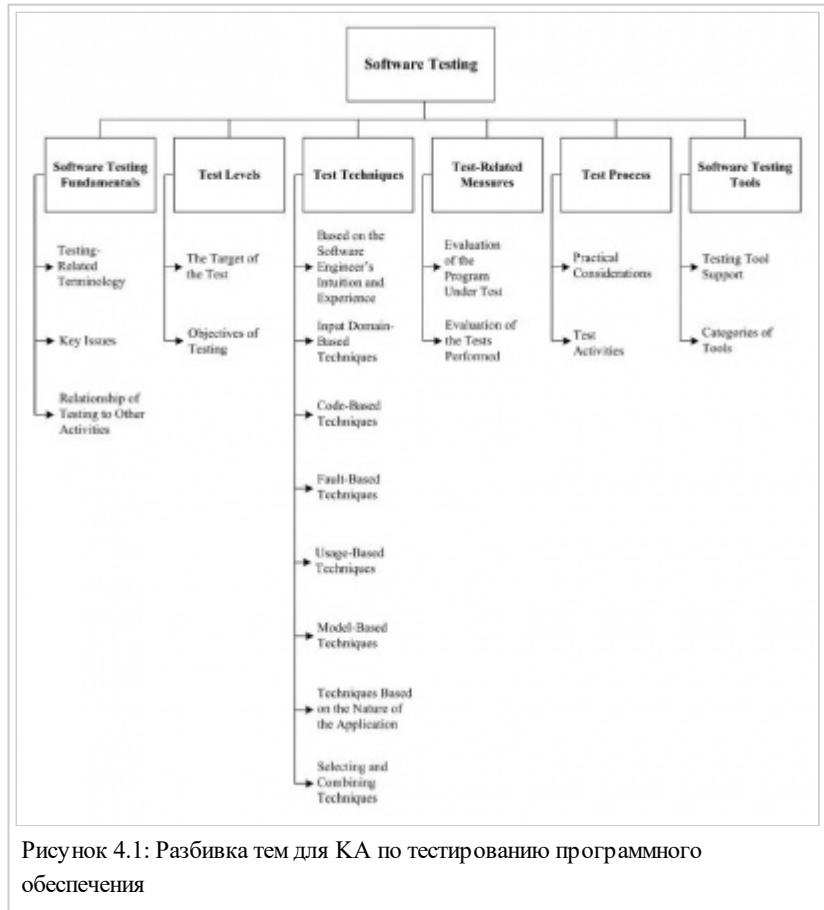 Software Testing
Software Testing
Fundamentals
Testing-
Related
Terminology
Key Issues
Relationship of
Testing to Other
Activities
Test Levels
The Target of
the Test
Objectives of
Testing
Test Techniques
Based on the
Software
Engineer's
Intuition and
Experience
Input Domain-
Based
Techniques
Code-Based
Techniques
Fault-Based
Techniques
Usage-Based
Techniques
Model-Based
Techniques
Techniques Based
on the Nature of
the Application
Selecting and
Combining
Techniques
Test-Related
Measures
Evaluation
of the
Program
Under Test
Evaluation of
the Tests
Performed
Test Process
Practical
Considerations
Test
Activities
Software Testing
Tools
Testing Tool
Support
Categories of
Tools
Рисунок 4.1: Разбивка тем для КА по тестированию программного
обеспечения